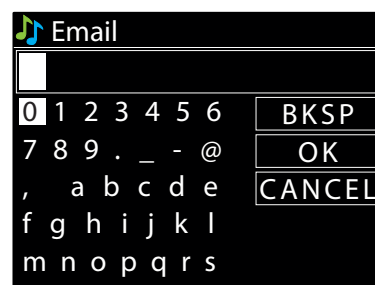 Email
0 1 2 3 4 5 6 BKSP
7 8 9 . _ - @ OK
, a b c d e CANCEL
f g h i j k l
m n o p q r s